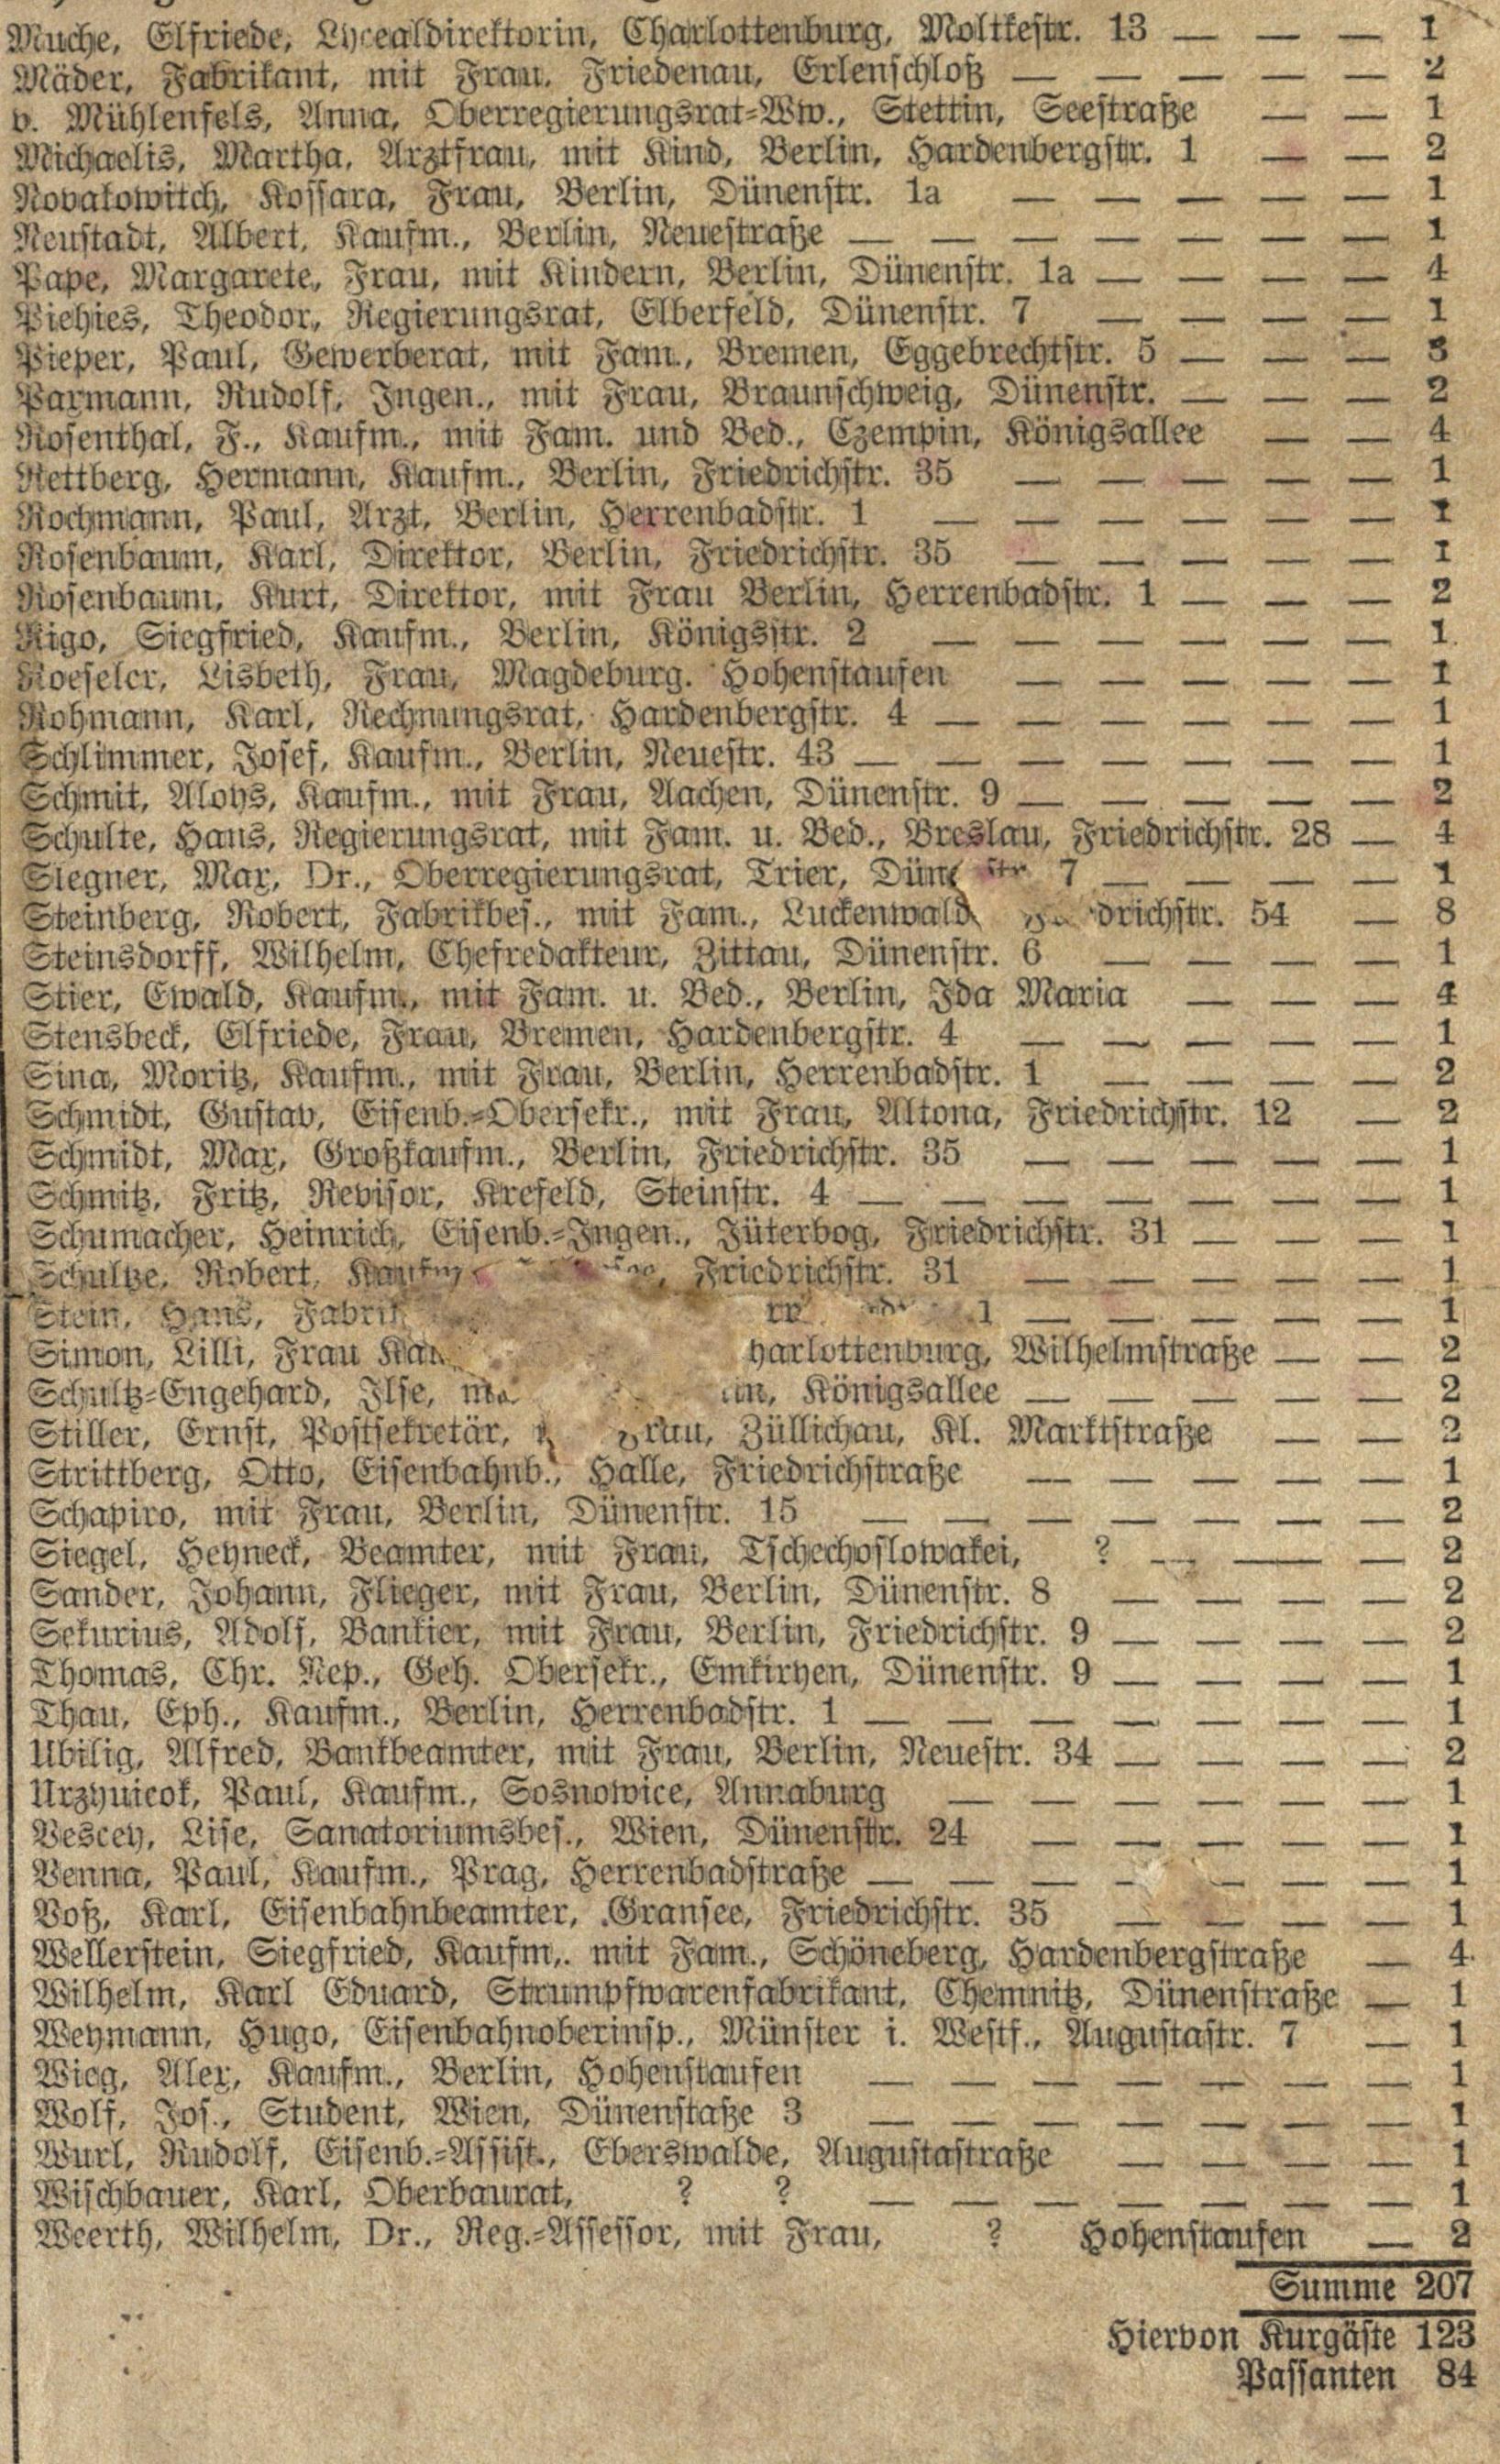 Muche, Elfriede, Lycealdirektorin, Charlottenburg, Moltkestr. 13 — — — 1
Mäder, Fabrikant, mit Frau, Friedenau, Erlenschloß — — — — — 2
v. Mühlenfels, Anna, Oberregierungsrat-Ww., Stettin, Seestraße — — 1
Michaelis, Martha, Arztfrau, mit Kind, Berlin, Hardenbergstr. 1 — — 2
Novakowitch, Kossara, Frau, Berlin, Dünenstr. 1a — — — — — 1
Neustadt, Albert, Kaufm., Berlin, Neuestraße — — — — — — — 1
Pape, Margarete, Frau, mit Kindern, Berlin, Dünenstr. 1a — — — — 4
Piehies, Theodor, Regierungsrat, Elberfeld, Dünenstr. 7 — — — — 1
Pieper, Paul, Gewerberat, mit Fam., Bremen, Eggebrechtstr. 5 — — — 3
Parmann, Rudolf, Ingen., mit Frau, Braunschweig, Dünenstr. — — — 2
Rosenthal, F., Kaufm., mit Fam. und Bed., Czempin, Königsallee — — 4
Rettberg, Hermann, Kaufm., Berlin, Friedrichstr. 35 — — — — — 1
Rochmann, Paul, Arzt, Berlin, Herrenbadstr. 1 — — — — — — 1
Rosenbaum, Karl, Direktor, Berlin, Friedrichstr. 35 — — — — — 1
Rosenbaum, Kurt, Direktor, mit Frau Berlin, Herrenbadstr. 1 — — — 2
Rigo, Siegfried, Kaufm., Berlin, Königsstr. 2 — — — — — — 1
Roeseler, Lisbeth, Frau, Magdeburg. Hohenstaufen — — — — — 1
Rohmann, Karl, Rechnungsrat, Hardenbergstr. 4 — — — — — — 1
Schlimmer, Josef, Kaufm., Berlin, Neuestr. 43 — — — — — — — 1
Schmit, Aloys, Kaufm., mit Frau, Aachen, Dünenstr. 9 — — — — — 2
Schulte, Hans, Regierungsrat, mit Fam. u. Bed., Breslau, Friedrichstr. 28 — 4
Siegner, Max, Dr., Oberregierungsrat, Trier, Düne str 7 — — — — 1
Steinberg, Robert, Fabrikbes., mit Fam., Luckenwald drichstr. 54 — 8
Steinsdorff, Wilhelm, Chefredakteur, Zittau, Dünenstr. 6 — — — — 1
Stier, Ewald, Kaufm., mit Fam. u. Bed., Berlin, Ida Maria — — — 4
Stensbeck, Elfriede, Frau, Bremen, Hardenbergstr. 4 — — — — — 1
Sina, Moritz, Kaufm., mit Frau, Berlin, Herrenbadstr. 1 — — — — 2
Schmidt, Gustav, Eisenb.-Obersekr., mit Frau, Altona, Friedrichstr. 12 — 2
Schmidt, Max, Großkaufm., Berlin, Friedrichstr. 35 — — — — — 1
Schmitz, Fritz, Revisor, Krefeld, Steinstr. 4 — — — — — — — 1
Schumacher, Heinrich, Eisenb.-Ingen., Jüterbog, Friedrichstr. 31 — — — 1
Schultze, Robert, Kaufm Friedrichstr. 31 — — — — — 1
Stein, Hans, Fabrik 1 — — — — — 1
Simon, Lilli, Frau harlottenburg, Wilhelmstraße — — 2
Schultz-Engehard, Ilse, in, Königsallee — — — — — 2
Stiller, Ernst, Postsekretär, Frau, Züllichau, Kl. Marktstraße — — 2
Strittberg, Otto, Eisenbahnb., Halle, Friedrichstraße — — — — — 1
Schapiro, mit Frau, Berlin, Dünenstr. 15 — — — — — — — 2
Siegel, Heyneck, Beamter, mit Frau, Tschechoslowakei, ? — — — 2
Sander, Johann, Flieger, mit Frau, Berlin, Dünenstr. 8 — — — — 2
Sekurius, Adolf, Bankier, mit Frau, Berlin, Friedrichstr. 9 — — — — 2
Thomas, Chr. Nep., Geh. Obersekr., Emkiryen, Dünenstr. 9 — — — — 1
Thau, Eph., Kaufm., Berlin, Herrenbadstr. 1 — — — — — — — 1
Ubilig, Alfred, Bankbeamter, mit Frau, Berlin, Neuestr. 34 — — — — 2
Urzynicok, Paul, Kaufm., Sosnowice, Annaburg — — — — — — 1
Vescey, Lise, Sanatoriumsbes., Wien, Dünenstr. 24 — — — — — 1
Venna, Paul, Kaufm., Prag, Herrenbadstraße — — — — — — — 1
Voß, Karl, Eisenbahnbeamter, Gransee, Friedrichstr. 35 — — — — 1
Wellerstein, Siegfried, Kaufm,. mit Fam., Schöneberg, Hardenbergstraße — 4
Wilhelm, Karl Eduard, Strumpfwarenfabrikant, Chemnitz, Dünenstraße — 1
Weymann, Hugo, Eisenbahnoberinsp., Münster i. Westf., Augustastr. 7 — 1
Wieg, Alex, Kaufm., Berlin, Hohenstaufen — — — — — — — 1
Wolf, Jos., Student, Wien, Dünenstaße 3 — — — — — — — 1
Wurl, Rudolf, Eisenb.-Assist., Eberswalde, Augustastraße — — — — 1
Wischbauer, Karl, Oberbaurat, ? ? — — — — — — — 1
Weerth, Wilhelm, Dr., Reg.-Assessor, mit Frau, ? Hohenstaufen — 2
Summe 207
Hiervon Kurgäste 123
Passanten 84